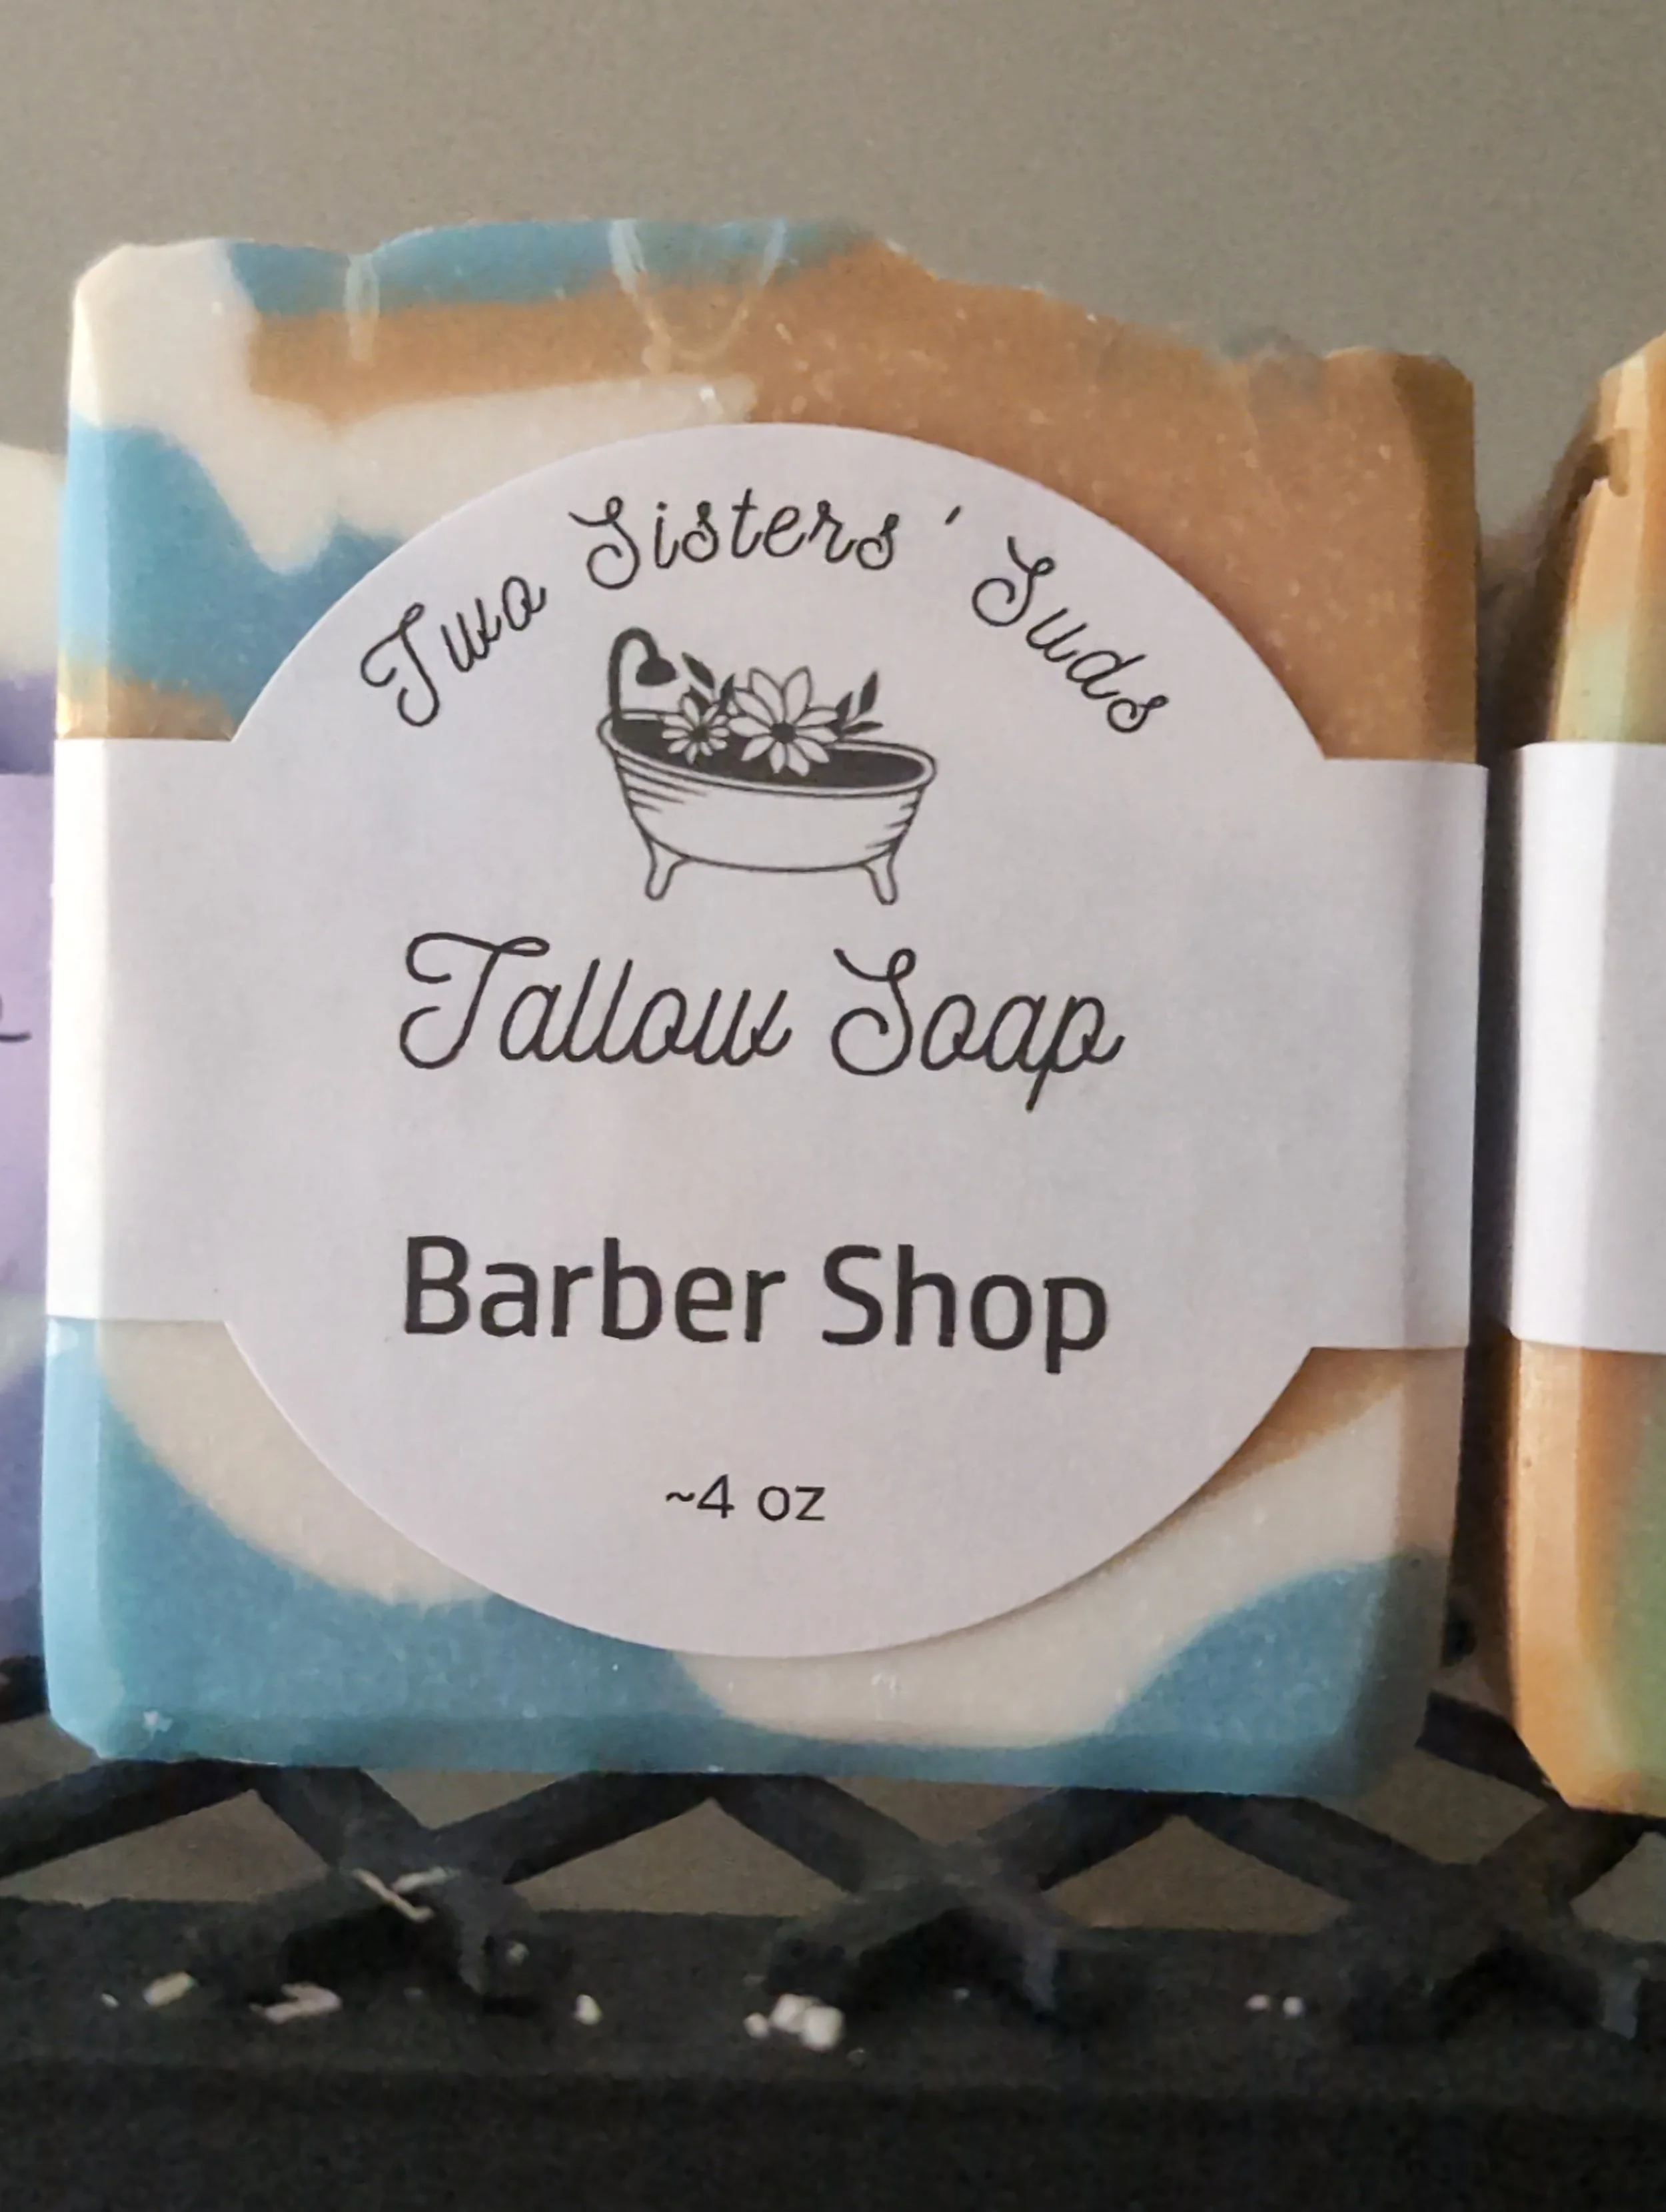 Two Sisters' Suds
Tallow Soap
Barber Shop
~4 oz